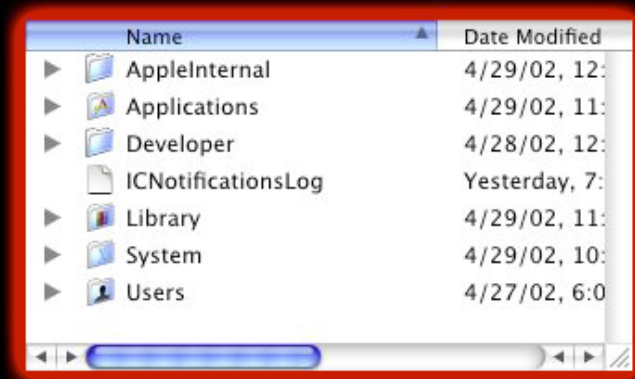 Name Date Modified
AppleInternal 4/29/02, 12:
Applications 4/29/02, 11:
Developer 4/28/02, 12:
ICNotificationsLog Yesterday, 7:
Library 4/29/02, 11:
System 4/29/02, 10:
Users 4/27/02, 6:0